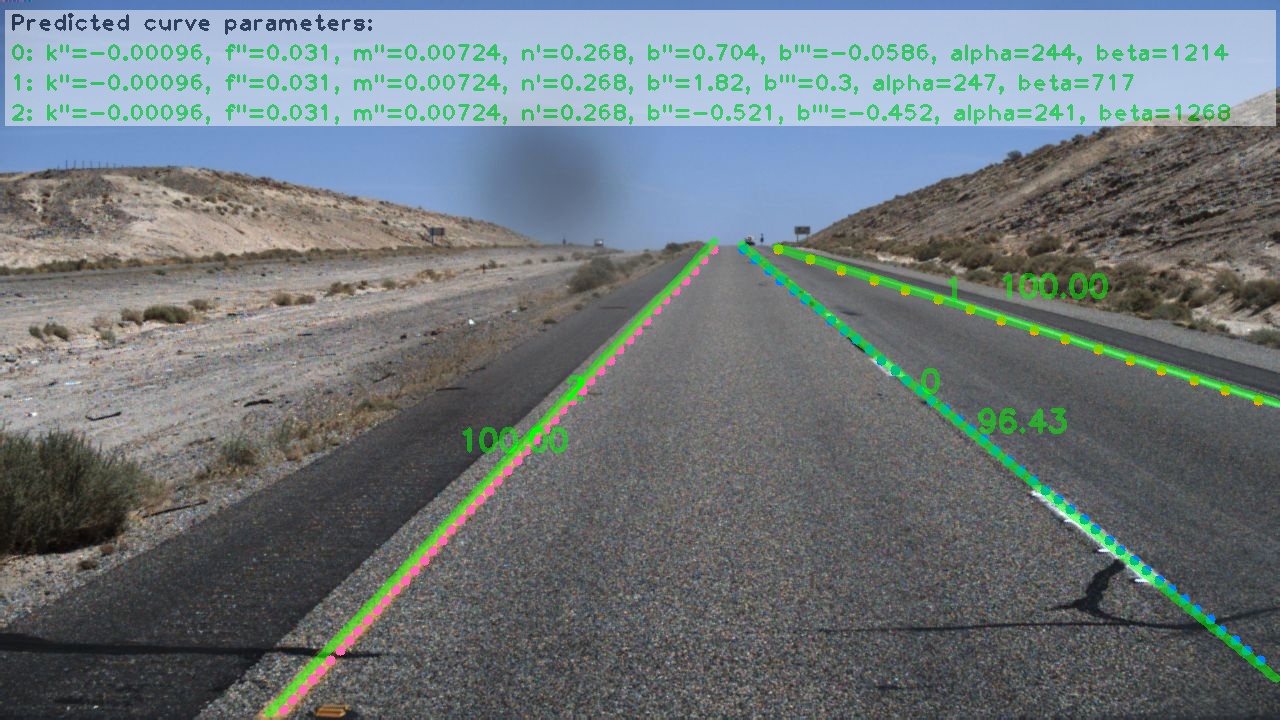 Predicted curve parameters:
0: k''=-0.00096, f''=0.031, m''=0.00724, n'=0.268, b''=0.704, b'''=-0.0586, alpha=244, beta=1214
1: k''=-0.00096, f''=0.031, m''=0.00724, n'=0.268, b''=1.82, b'''=0.3, alpha=247, beta=717
2: k''=-0.00096, f''=0.031, m''=0.00724, n'=0.268, b''=-0.521, b'''=-0.452, alpha=241, beta=1268
1 100.00
2
0
96.43
100.00